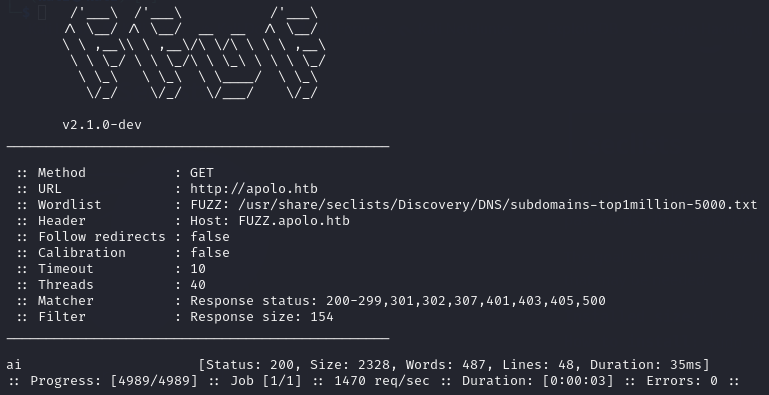 v2.1.0-dev
:: Method : GET
:: URL : http://apolo.htb
:: Wordlist : FUZZ: /usr/share/seclists/Discovery/DNS/subdomains-top1million-5000.txt
:: Header : Host: FUZZ.apolo.htb
:: Follow redirects : false
:: Calibration : false
:: Timeout : 10
:: Threads : 40
:: Matcher : Response status: 200-299,301,302,307,401,403,405,500
:: Filter : Response size: 154
ai [Status: 200, Size: 2328, Words: 487, Lines: 48, Duration: 35ms]
:: Progress: [4989/4989] :: Job [1/1] :: 1470 req/sec :: Duration: [0:00:03] :: Errors: 0 ::